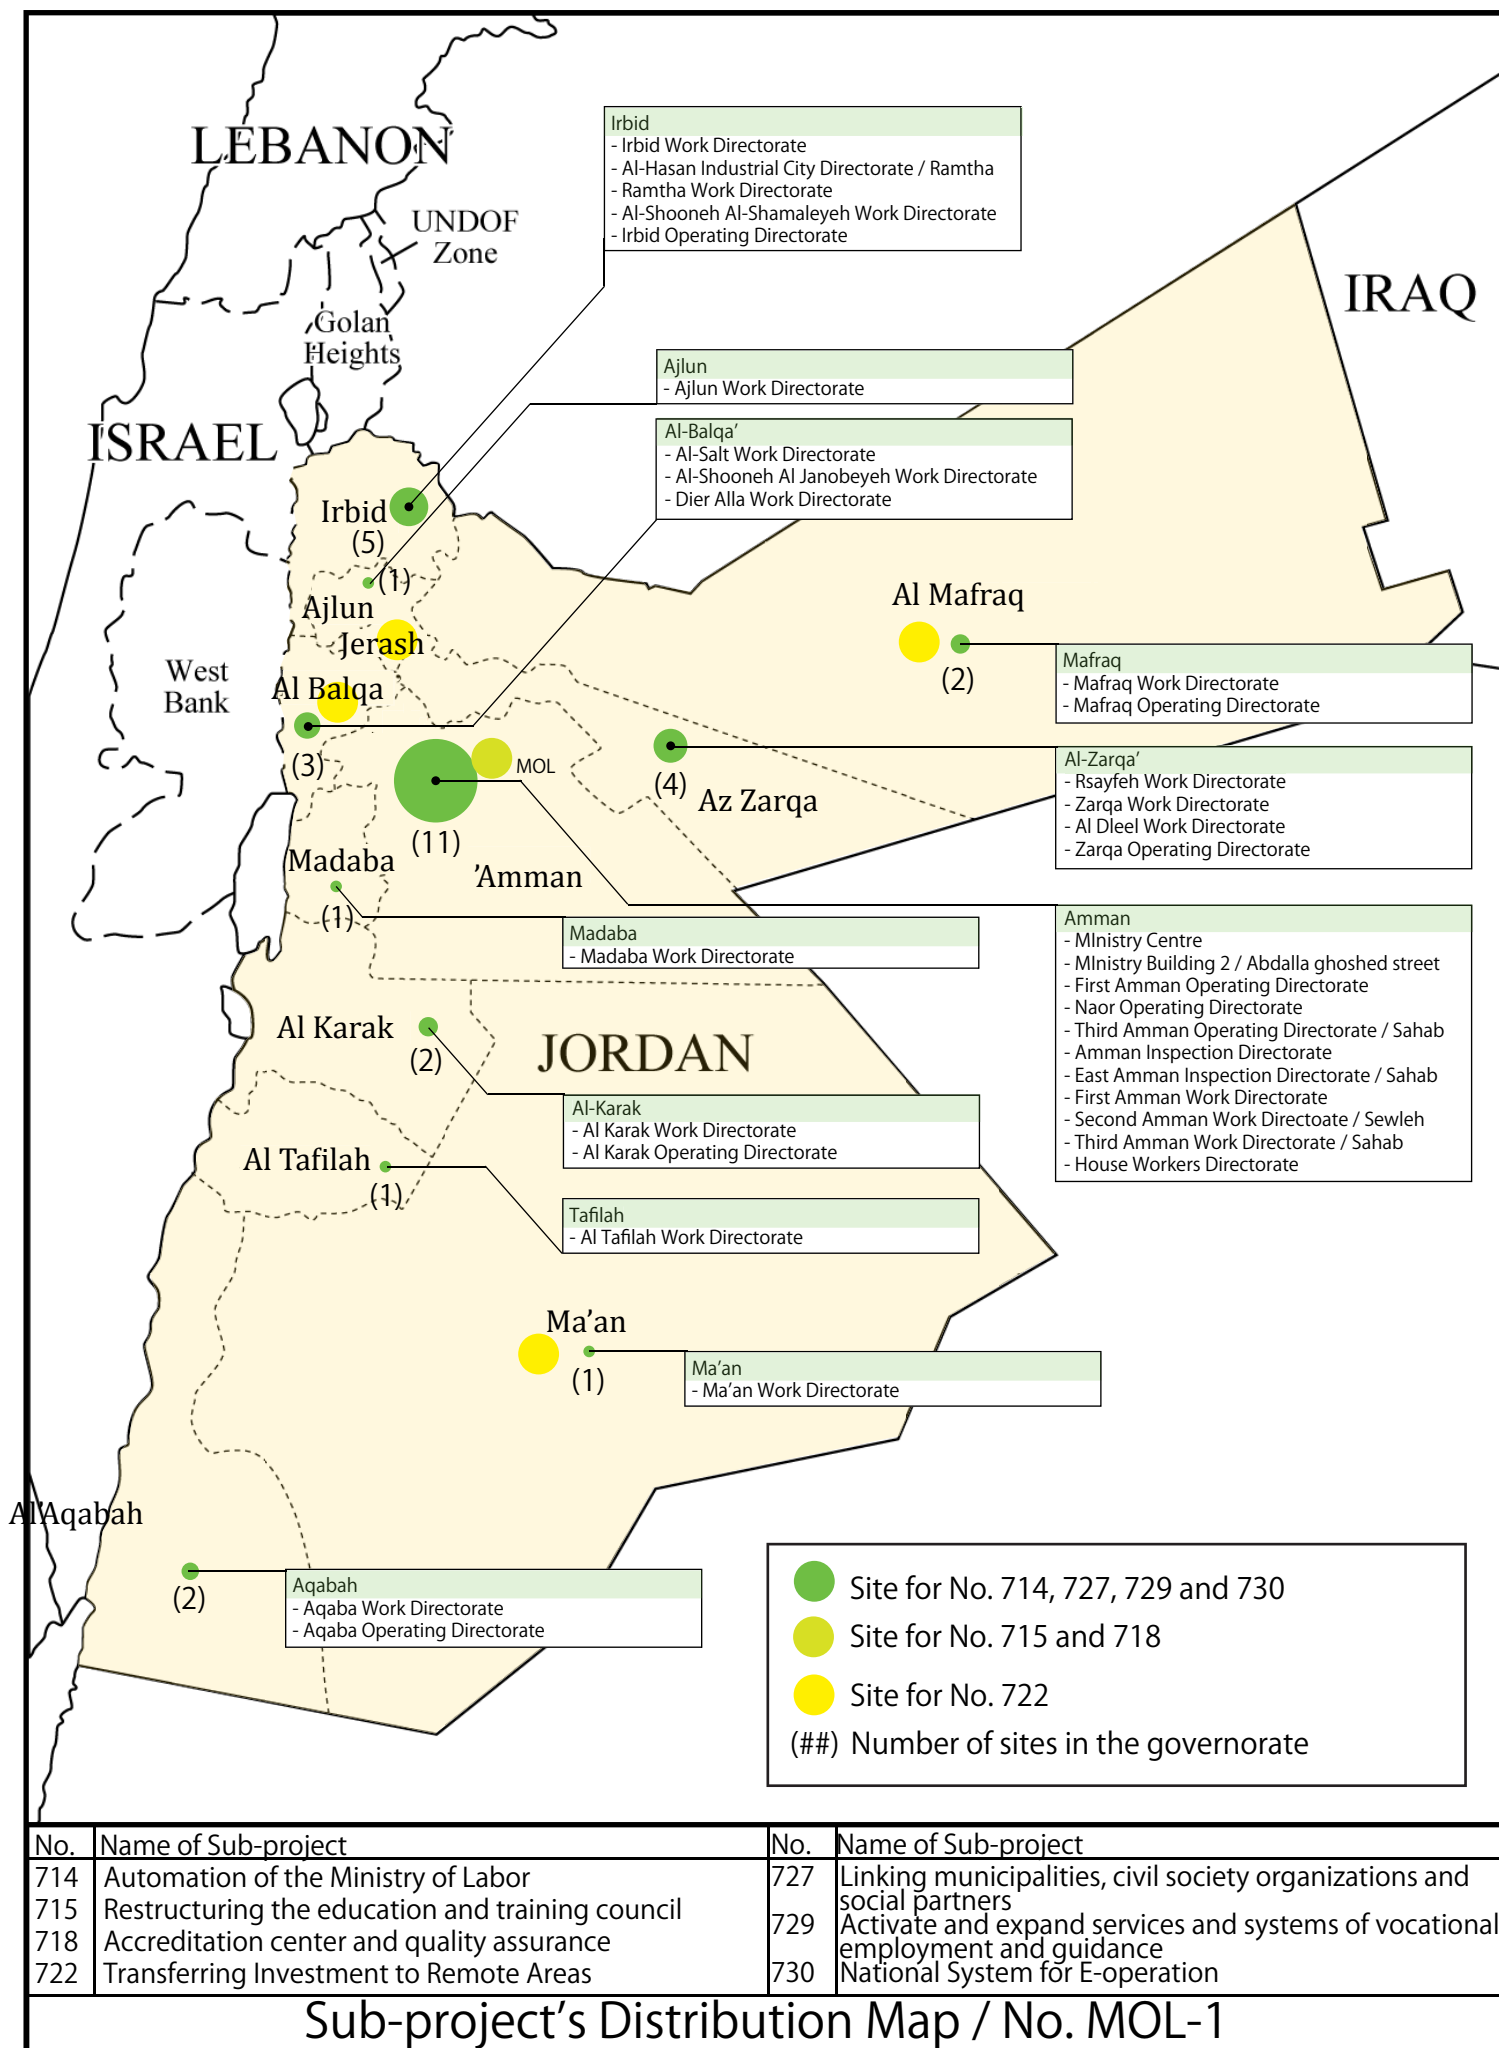 LEBANON
UNDOF
Zone
Golan
Heights
ISRAEL
IRAQ
West
Bank
JORDAN
Irbid
- Irbid Work Directorate
- Al-Hasan Industrial City Directorate / Ramtha
- Ramtha Work Directorate
- Al-Shooneh Al-Shamaleyeh Work Directorate
- Irbid Operating Directorate
Ajlun
- Ajlun Work Directorate
Al-Balqa’
- Al-Salt Work Directorate
- Al-Shooneh Al Janobeyeh Work Directorate
- Dier Alla Work Directorate
Irbid
(5)
(1)
Ajlun
Jerash
Al Balqa
(3)
Al Mafraq
(2)
Mafraq
- Mafraq Work Directorate
- Mafraq Operating Directorate
MOL
(11)
’Amman
(4)
Az Zarqa
Al-Zarqa’
- Rsayfeh Work Directorate
- Zarqa Work Directorate
- Al Dleel Work Directorate
- Zarqa Operating Directorate
Madaba
(1)
Madaba
- Madaba Work Directorate
Amman
- MInistry Centre
- MInistry Building 2 / Abdalla ghoshed street
- First Amman Operating Directorate
- Naor Operating Directorate
- Third Amman Operating Directorate / Sahab
- Amman Inspection Directorate
- East Amman Inspection Directorate / Sahab
- First Amman Work Directorate
- Second Amman Work Directoate / Sewleh
- Third Amman Work Directorate / Sahab
- House Workers Directorate
Al Karak
(2)
Al-Karak
- Al Karak Work Directorate
- Al Karak Operating Directorate
Al Tafilah
(1)
Tafilah
- Al Tafilah Work Directorate
Ma’an
(1)
Ma’an
- Ma’an Work Directorate
Al’Aqabah
(2)
Aqabah
- Aqaba Work Directorate
- Aqaba Operating Directorate
Site for No. 714, 727, 729 and 730
Site for No. 715 and 718
Site for No. 722
(##) Number of sites in the governorate
No. Name of Sub-project
714 Automation of the Ministry of Labor
715 Restructuring the education and training council
718 Accreditation center and quality assurance
722 Transferring Investment to Remote Areas
No. Name of Sub-project
727 Linking municipalities, civil society organizations and
social partners
729 Activate and expand services and systems of vocational
employment and guidance
730 National System for E-operation
Sub-project’s Distribution Map / No. MOL-1